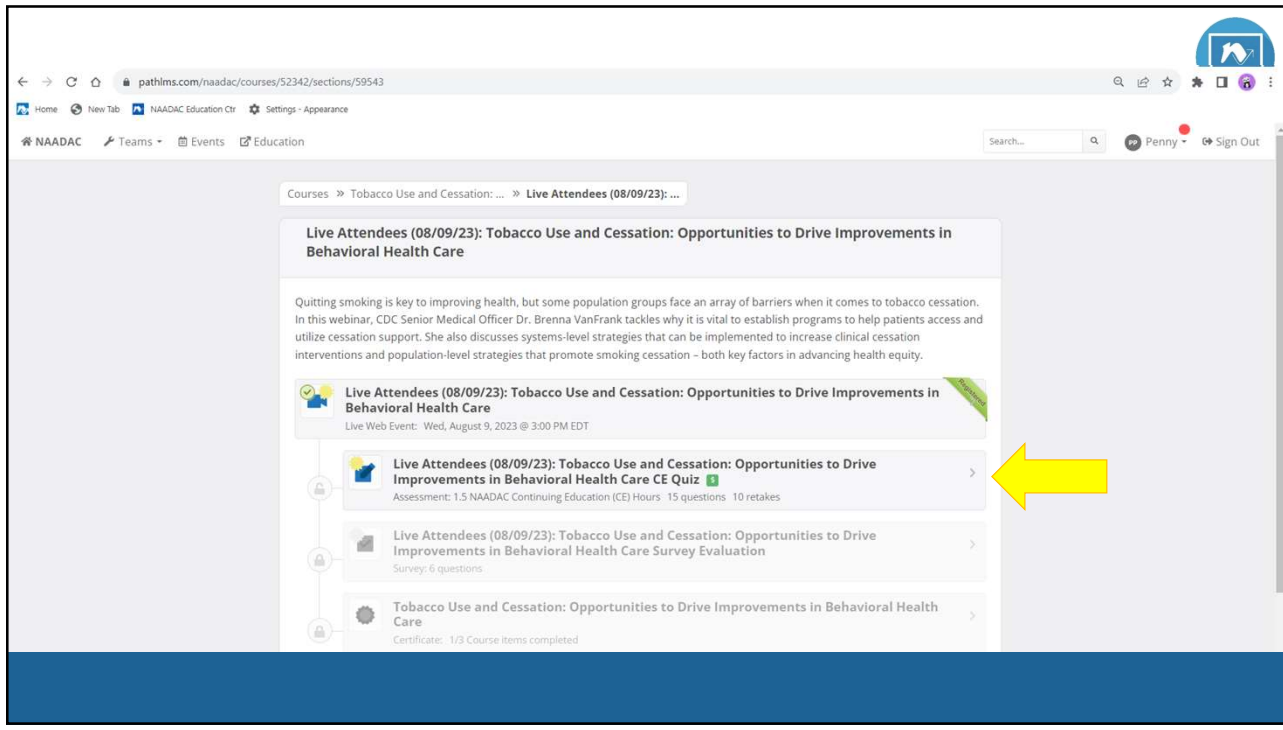 n
pathlms.com/naadac/courses/52342/sections/59543
Home New Tab NAADAC Education Ctr Settings - Appearance
NAADAC Teams Events Education Search... PP Penny Sign Out
Courses » Tobacco Use and Cessation: ... » Live Attendees (08/09/23): ...
Live Attendees (08/09/23): Tobacco Use and Cessation: Opportunities to Drive Improvements in
Behavioral Health Care
Quitting smoking is key to improving health, but some population groups face an array of barriers when it comes to tobacco cessation.
In this webinar, CDC Senior Medical Officer Dr. Brenna VanFrank tackles why it is vital to establish programs to help patients access and
utilize cessation support. She also discusses systems-level strategies that can be implemented to increase clinical cessation
interventions and population-level strategies that promote smoking cessation – both key factors in advancing health equity.
Live Attendees (08/09/23): Tobacco Use and Cessation: Opportunities to Drive Improvements in
Behavioral Health Care
Registered
Live Web Event: Wed, August 9, 2023 @ 3:00 PM EDT
Live Attendees (08/09/23): Tobacco Use and Cessation: Opportunities to Drive
Improvements in Behavioral Health Care CE Quiz $
Assessment: 1.5 NAADAC Continuing Education (CE) Hours 15 questions 10 retakes
Live Attendees (08/09/23): Tobacco Use and Cessation: Opportunities to Drive
Improvements in Behavioral Health Care Survey Evaluation
Survey: 6 questions
Tobacco Use and Cessation: Opportunities to Drive Improvements in Behavioral Health
Care
Certificate: 1/3 Course items completed